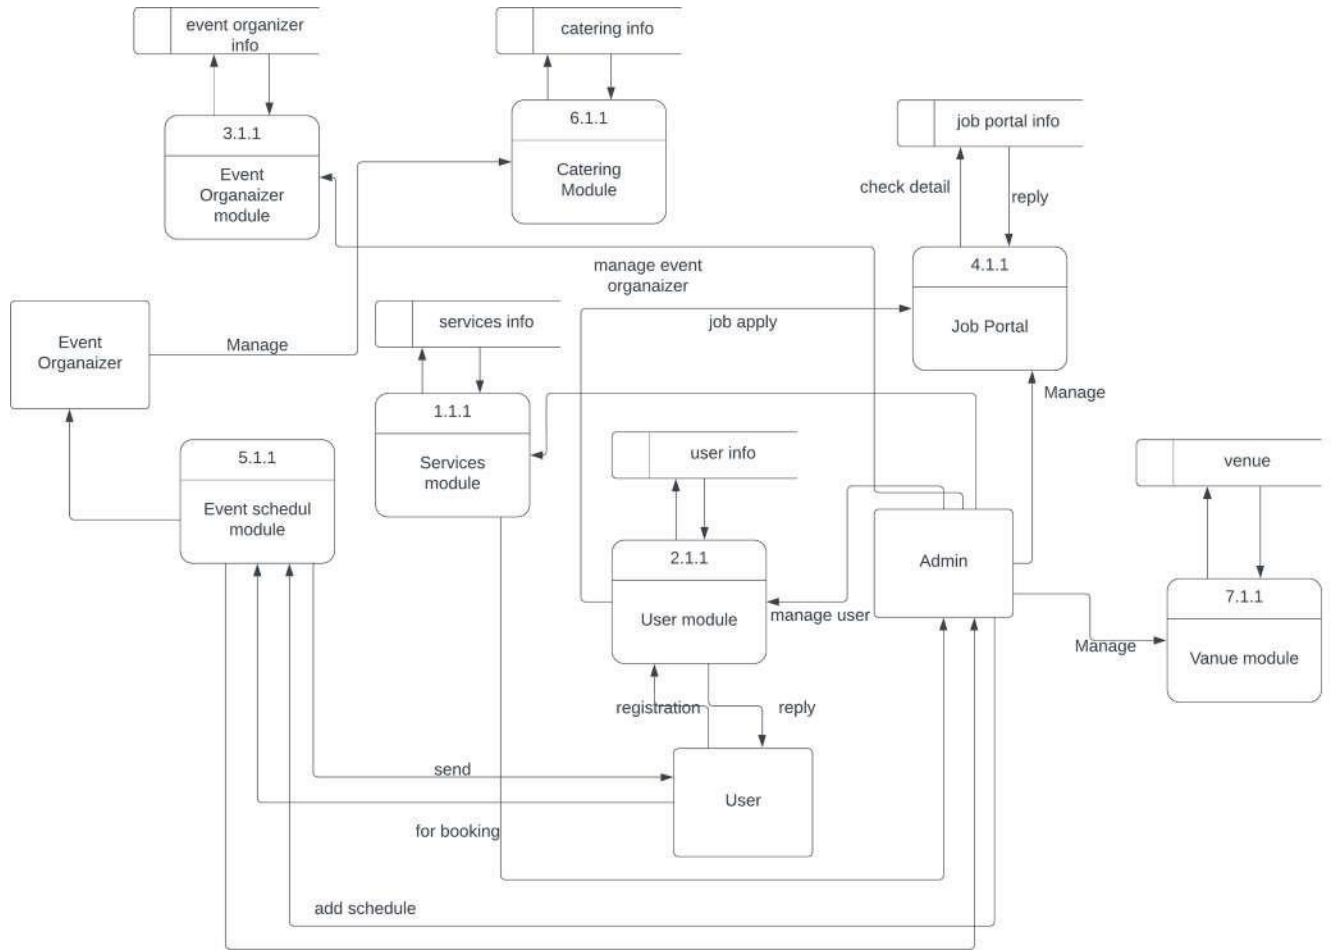 event organizer
info
catering info
3.1.1
Event
Organaizer
module
6.1.1
Catering
Module
job portal info
check detail
reply
4.1.1
Job Portal
manage event
organaizer
job apply
services info
Event
Organaizer
Manage
1.1.1
Services
module
Manage
user info
venue
5.1.1
Event schedul
module
2.1.1
User module
Admin
manage user
7.1.1
Vanue module
Manage
registration
reply
send
User
for booking
add schedule